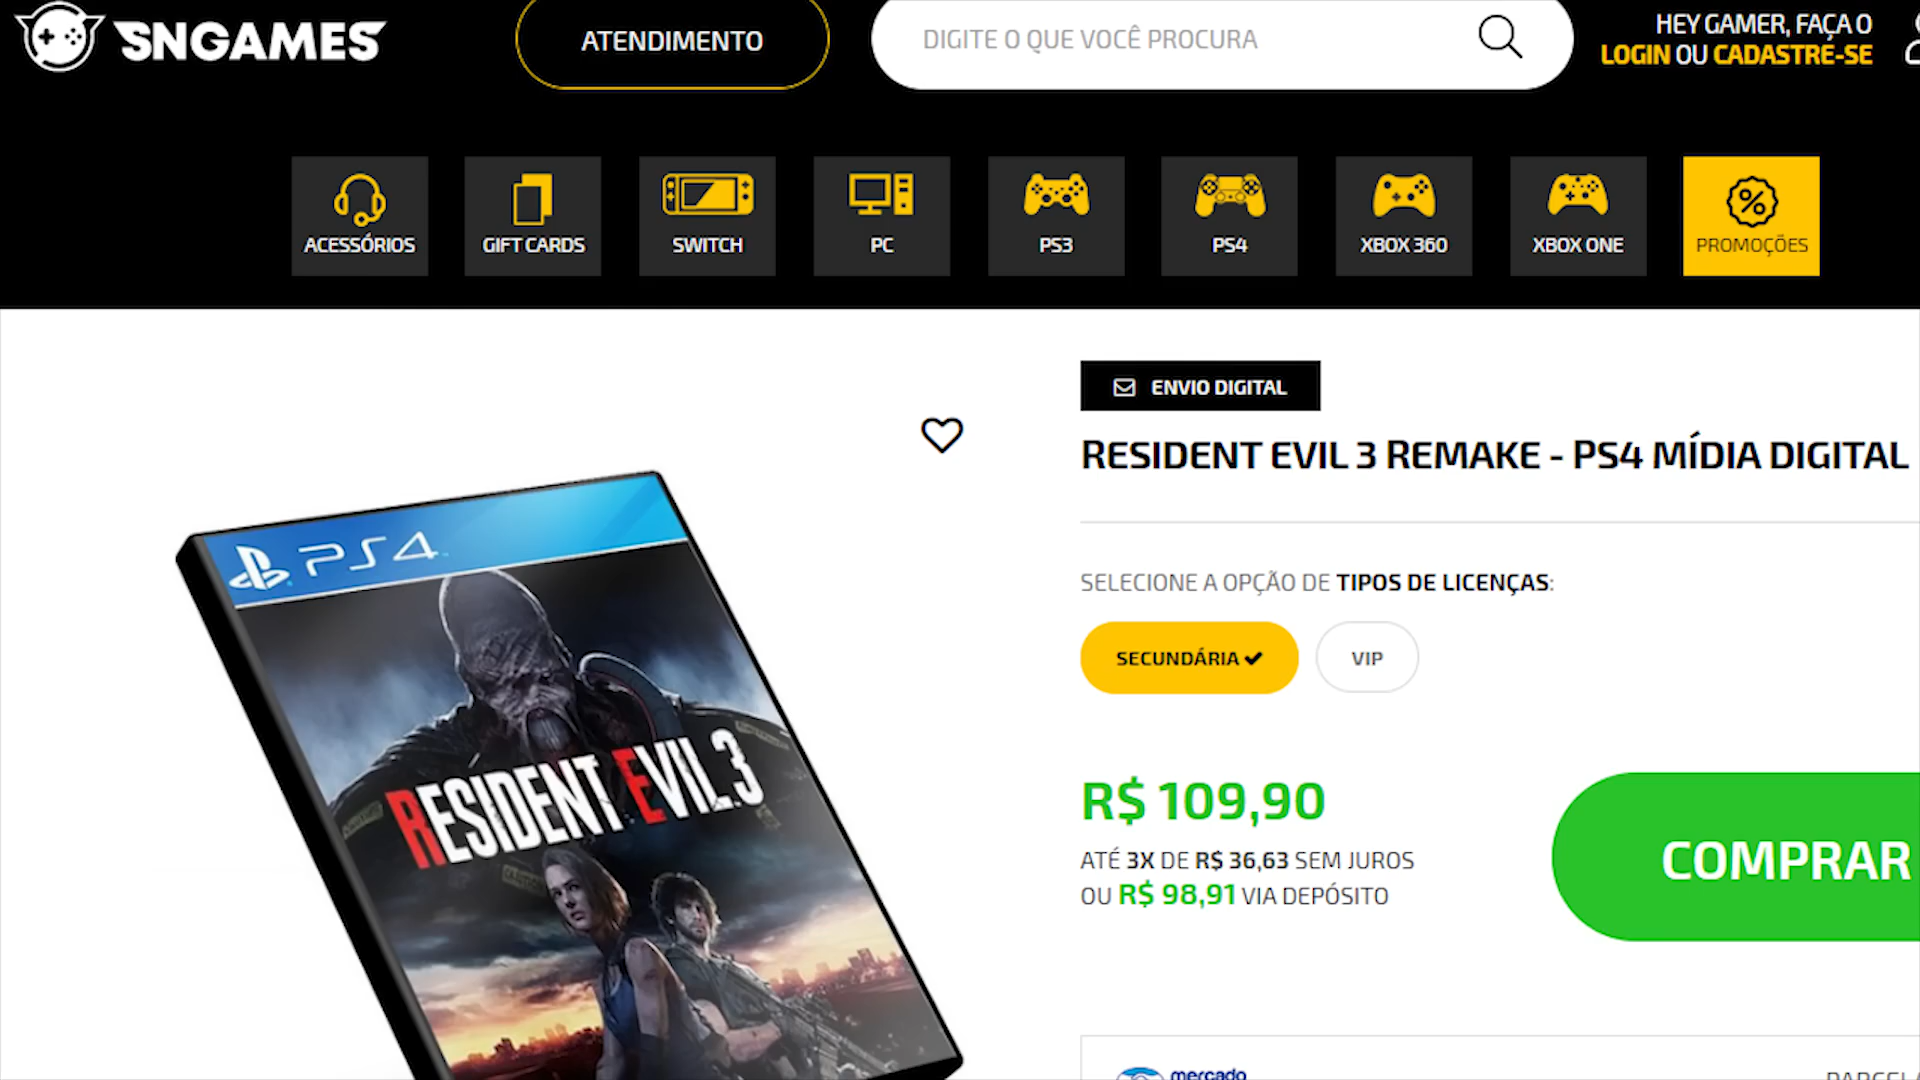 SNGAMES
ATENDIMENTO
DIGITE O QUE VOCÊ PROCURA
HEY GAMER, FAÇA O
LOGIN OU CADASTRE-SE
ACESSÓRIOS
GIFT CARDS
SWITCH
PC
PS3
PS4
XBOX 360
XBOX ONE
PROMOÇÕES
ENVIO DIGITAL
RESIDENT EVIL 3 REMAKE - PS4 MÍDIA DIGITAL
SELECIONE A OPÇÃO DE TIPOS DE LICENÇAS:
SECUNDÁRIA
VIP
R$ 109,90
ATÉ 3X DE R$ 36,63 SEM JUROS
OU R$ 98,91 VIA DEPÓSITO
COMPRAR
PS4
RESIDENT EVIL 3
mercado